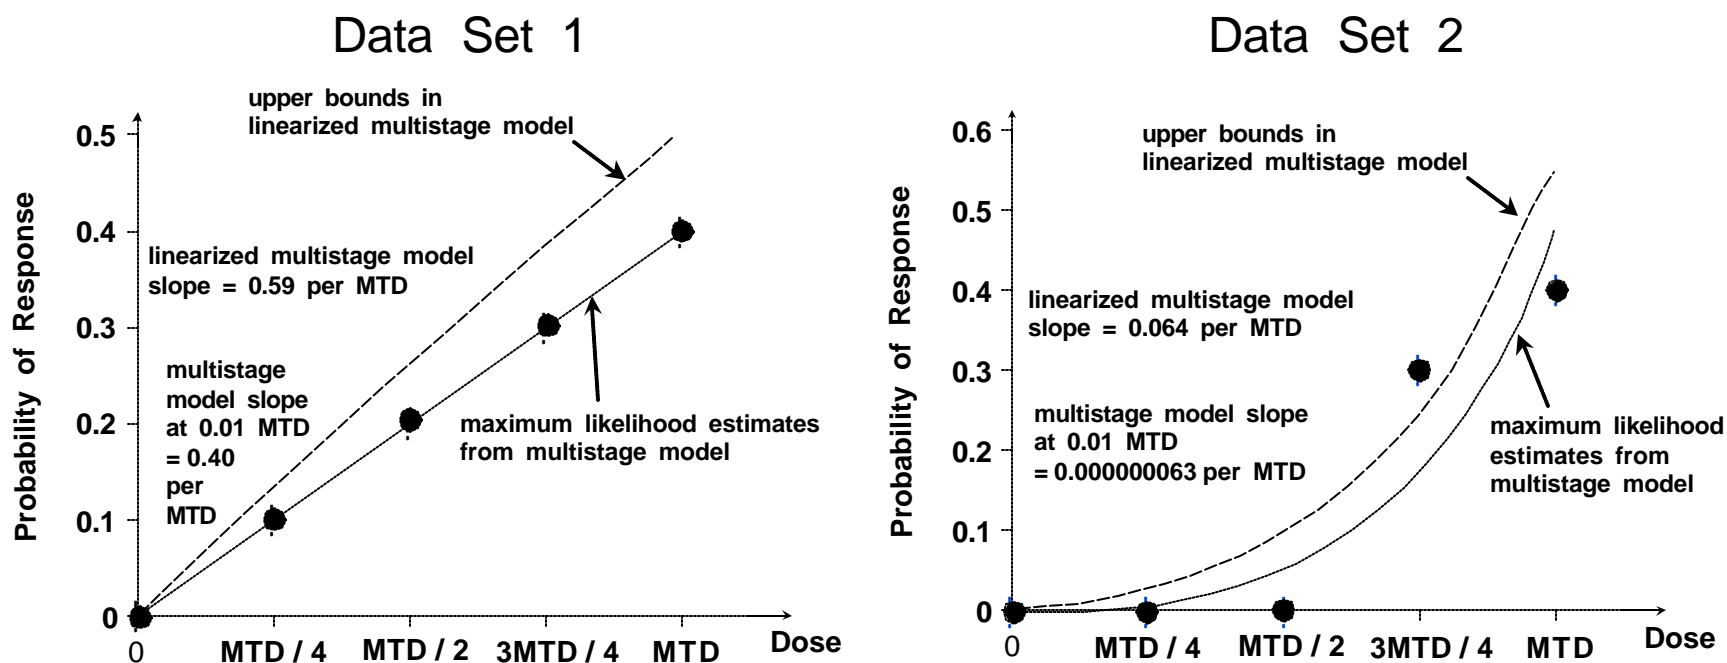 Data Set 1
upper bounds in
linearized multistage model
0.5
0.4
0.3
0.2
0.1
0
Probability of Response
linearized multistage model
slope = 0.59 per MTD
multistage
model slope
at 0.01 MTD
= 0.40
per
MTD
maximum likelihood estimates
from multistage model
0 MTD / 4 MTD / 2 3MTD / 4 MTD Dose
Data Set 2
upper bounds in
linearized multistage model
0.6
0.5
0.4
0.3
0.2
0.1
0
Probability of Response
linearized multistage model
slope = 0.064 per MTD
multistage model slope
at 0.01 MTD
= 0.000000063 per MTD
maximum likelihood
estimates from
multistage model
0 MTD / 4 MTD / 2 3MTD / 4 MTD Dose